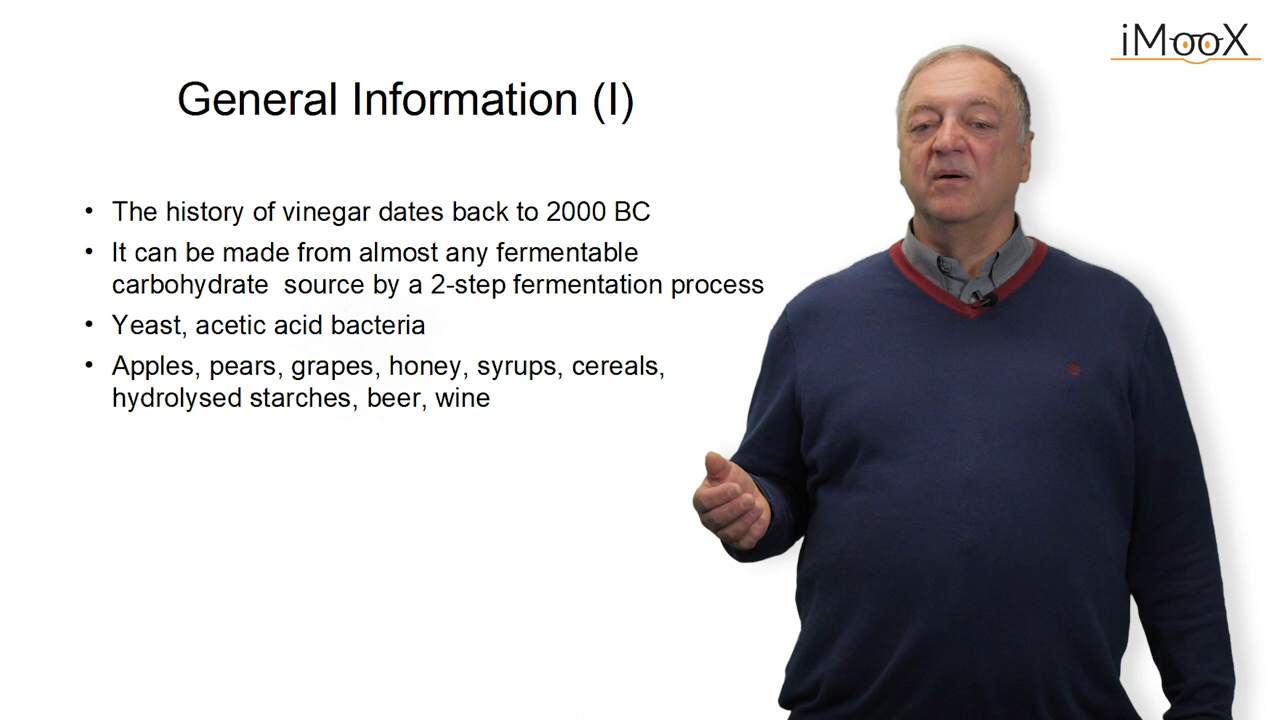 iMooX
General Information (I)
• The history of vinegar dates back to 2000 BC
• It can be made from almost any fermentable
carbohydrate  source by a 2-step fermentation process
• Yeast, acetic acid bacteria
• Apples, pears, grapes, honey, syrups, cereals,
hydrolysed starches, beer, wine